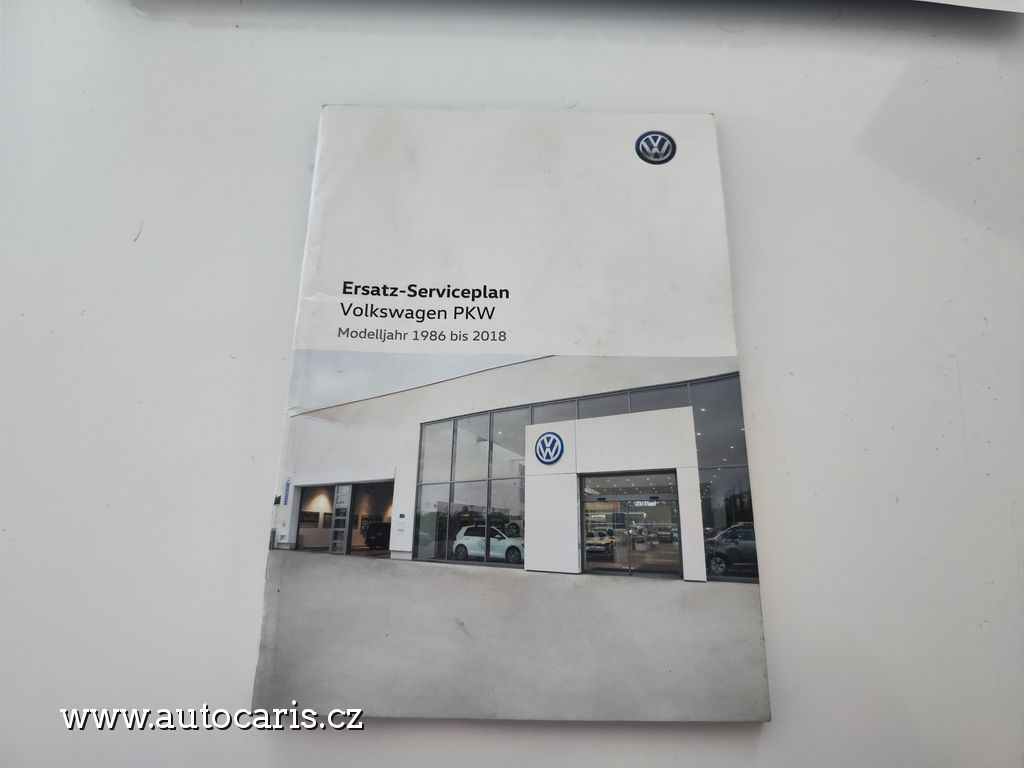 Ersatz-Serviceplan
Volkswagen PKW
Modelljahr 1986 bis 2018
www.autocaris.cz